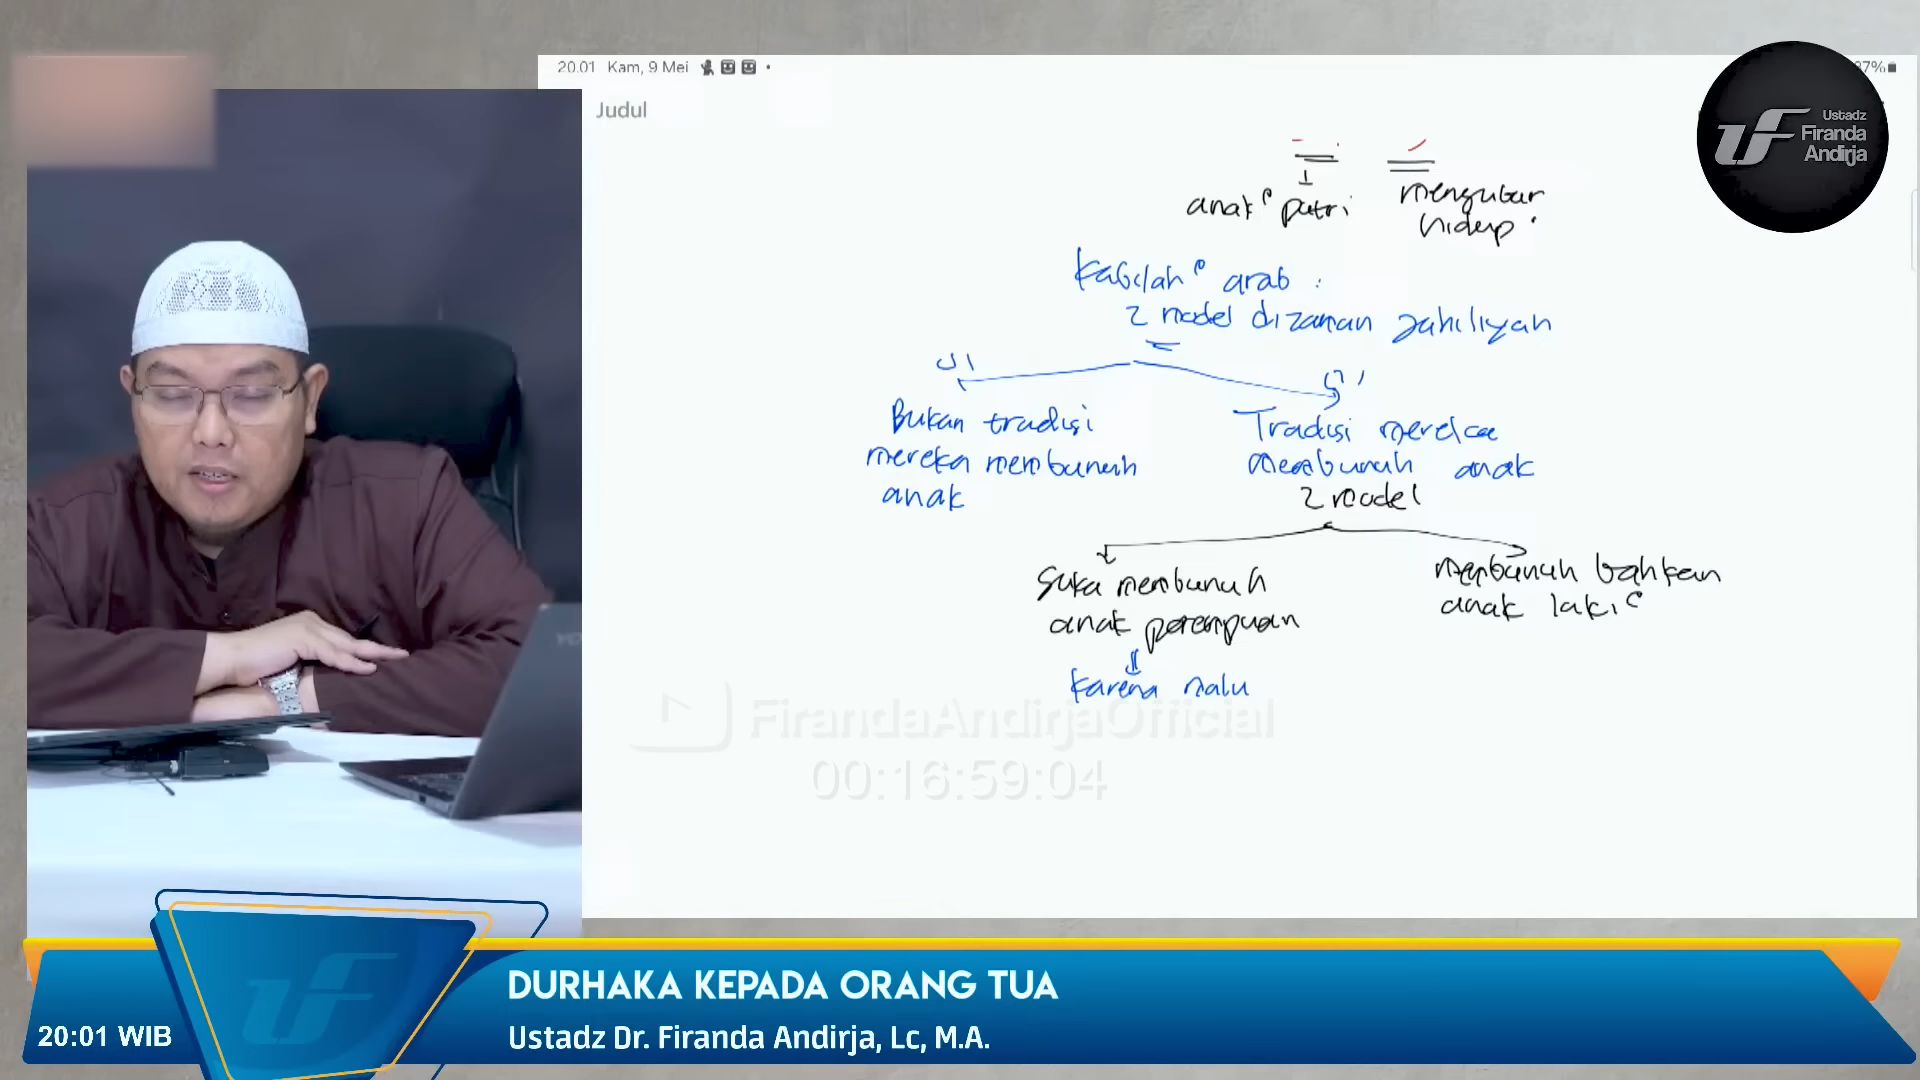 20.01 Kam, 9 Mei
87%
Judul
Ustadz
Firanda
Andirja
anak² putri
mengubur
hidup²
Kabilah² arab :
2 model dizaman jahiliyah
Bukan tradisi
mereka membunuh
anak
Tradisi mereka
membunuh anak
2 model
Suka membunuh
anak perempuan
karena malu
membunuh bahkan
anak laki²
FirandaAndirjaOfficial
00:16:59:04
DURHAKA KEPADA ORANG TUA
20:01 WIB
Ustadz Dr. Firanda Andirja, Lc, M.A.